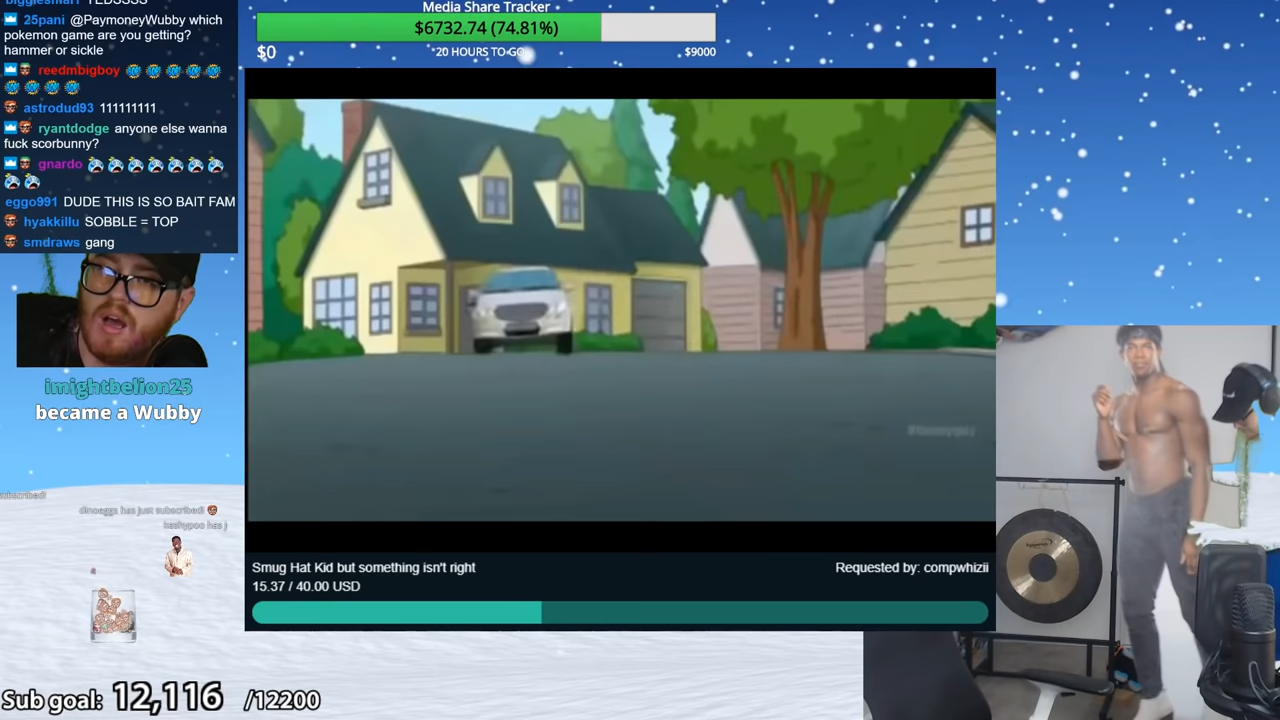 25pani @PaymoneyWubby which
pokemon game are you getting?
hammer or sickle
reedmbigboy
astrodud93 111111111
ryantdodge anyone else wanna
fuck scorbunny?
gnardo
eggo991 DUDE THIS IS SO BAIT FAM
hyakkillu SOBBLE = TOP
smdraws gang
Media Share Tracker
$6732.74 (74.81%)
$0
20 HOURS TO GO
$9000
imightbelion25
became a Wubby
subscribed!
dinoeggs has just subscribed!
kashypoo has j
Smug Hat Kid but something isn't right
Requested by: compwhizii
15.37 / 40.00 USD
Sub goal: 12,116 /12200